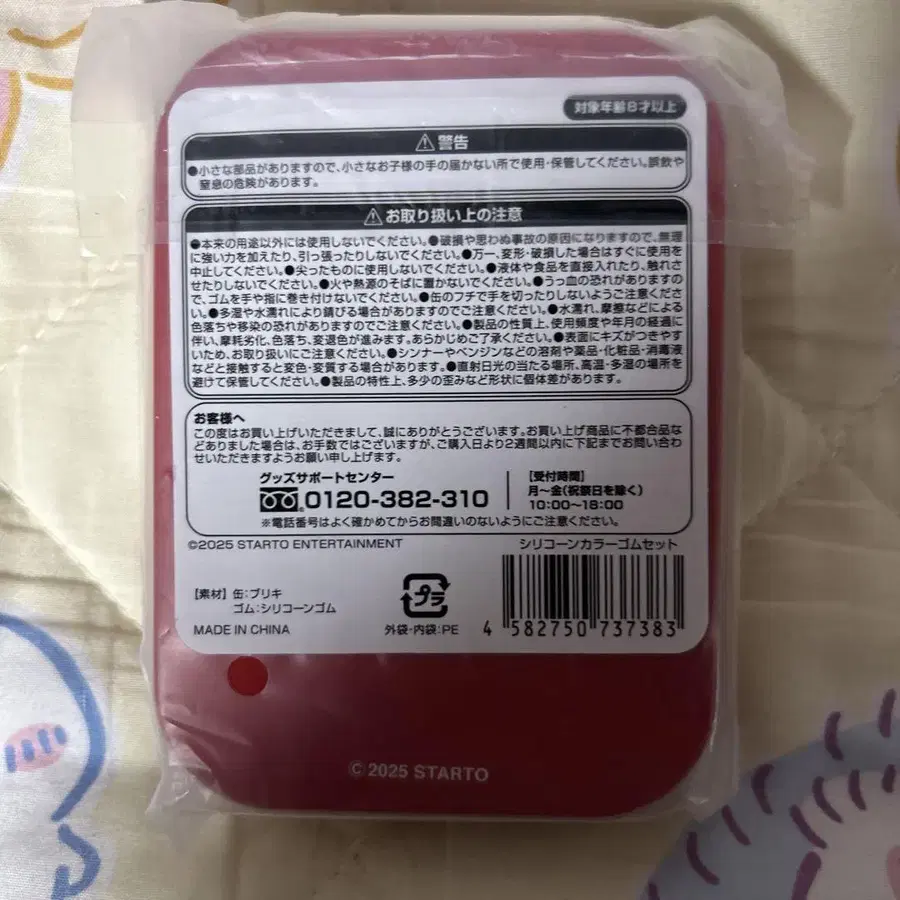 対象年齢8才以上
⚠警告
●小さな部品がありますので、小さなお子様の手の届かない所で使用・保管してください。誤飲や
窒息の危険があります。
⚠お取り扱い上の注意
●本来の用途以外には使用しないでください。●破損や思わぬ事故の原因になりますので、無理
に強い力を加えたり、引っ張ったりしないでください。●万一、変形・破損した場合はすぐに使用を
中止してください。●尖ったものに使用しないでください。●液体や食品を直接入れたり、触れさ
せたりしないでください。●火や熱源のそばに置かないでください。●うっ血の恐れがありますの
で、ゴムを手や指に巻き付けないでください。●缶のフチで手を切ったりしないようご注意くださ
い。●多湿や水濡れにより錆びる場合がありますのでご注意ください。●水濡れ、摩擦などによる
色落ちや移染の恐れがありますのでご注意ください。●製品の性質上、使用頻度や年月の経過に
伴い、摩耗劣化、色落ち、変退色が進みます。あらかじめご了承ください。●表面にキズがつきやす
いため、お取り扱いにご注意ください。●シンナーやベンジンなどの溶剤や薬品・化粧品・消毒液
などと接触すると変色・変質する場合があります。●直射日光の当たる場所、高温・多湿の場所を
避けて保管してください。●製品の特性上、多少の歪みなど形状に個体差があります。
お客様へ
この度はお買い上げいただきまして、誠にありがとうございます。お買い上げ商品に不都合品な
どありました場合は、お手数ではございますが、ご購入日より2週間以内に下記までお問い合わ
せいただきますようお願い申し上げます。
グッズサポートセンター
0120-382-310
【受付時間】
月〜金(祝祭日を除く)
10:00〜18:00
※電話番号はよく確かめてからお間違いのないようにご注意ください。
©2025 STARTO ENTERTAINMENT
シリコーンカラーゴムセット
【素材】缶:ブリキ
ゴム:シリコーンゴム
MADE IN CHINA
プラ
外袋・内袋:PE
4 582750 737383
© 2025 STARTO